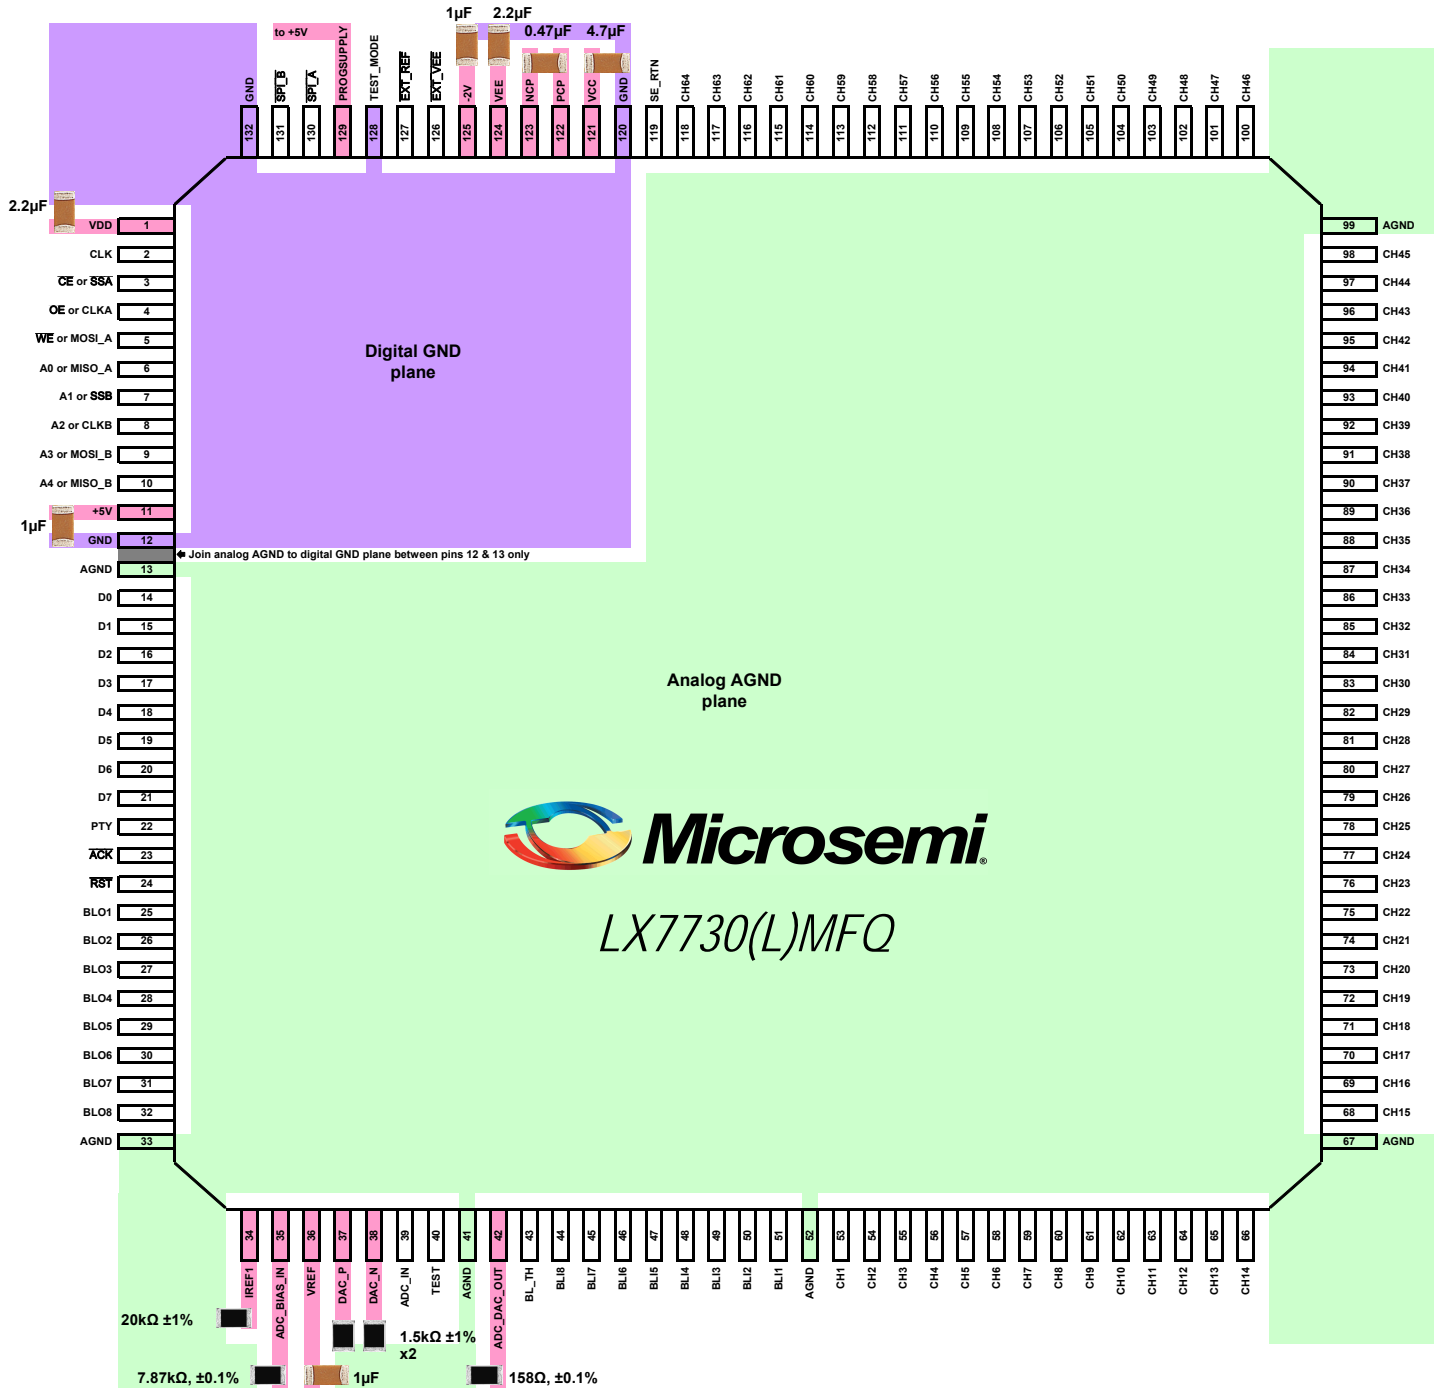 1µF 2.2µF
0.47µF 4.7µF
to +5V
GND
SPI_B
SPI_A
PROGSUPPLY
TEST_MODE
EXT_REF
EXT_VEE
-2V
VEE
NCP
PCP
VCC
GND
SE_RTN
CH64
CH63
CH62
CH61
CH60
CH59
CH58
CH57
CH56
CH55
CH54
CH53
CH52
CH51
CH50
CH49
CH48
CH47
CH46
132
131
130
129
128
127
126
125
124
123
122
121
120
119
118
117
116
115
114
113
112
111
110
109
108
107
106
105
104
103
102
101
100
2.2µF
VDD 1
CLK 2
CE or SSA 3
OE or CLKA 4
WE or MOSI_A 5
A0 or MISO_A 6
A1 or SSB 7
A2 or CLKB 8
A3 or MOSI_B 9
A4 or MISO_B 10
+5V 11
1µF
GND 12
Join analog AGND to digital GND plane between pins 12 & 13 only
AGND 13
D0 14
D1 15
D2 16
D3 17
D4 18
D5 19
D6 20
D7 21
PTY 22
ACK 23
RST 24
BLO1 25
BLO2 26
BLO3 27
BLO4 28
BLO5 29
BLO6 30
BLO7 31
BLO8 32
AGND 33
Digital GND
plane
Analog AGND
plane
Microsemi®
LX7730(L)MFQ
99 AGND
98 CH45
97 CH44
96 CH43
95 CH42
94 CH41
93 CH40
92 CH39
91 CH38
90 CH37
89 CH36
88 CH35
87 CH34
86 CH33
85 CH32
84 CH31
83 CH30
82 CH29
81 CH28
80 CH27
79 CH26
78 CH25
77 CH24
76 CH23
75 CH22
74 CH21
73 CH20
72 CH19
71 CH18
70 CH17
69 CH16
68 CH15
67 AGND
34
35
36
37
38
39
40
41
42
43
44
45
46
47
48
49
50
51
52
53
54
55
56
57
58
59
60
61
62
63
64
65
66
IREF1
ADC_BIAS_IN
VREF
DAC_P
DAC_N
ADC_IN
TEST
AGND
ADC_DAC_OUT
BL_TH
BLI8
BLI7
BLI6
BLI5
BLI4
BLI3
BLI2
BLI1
AGND
CH1
CH2
CH3
CH4
CH5
CH6
CH7
CH8
CH9
CH10
CH11
CH12
CH13
CH14
20kΩ ±1%
1.5kΩ ±1%
x2
7.87kΩ, ±0.1%
1µF
158Ω, ±0.1%